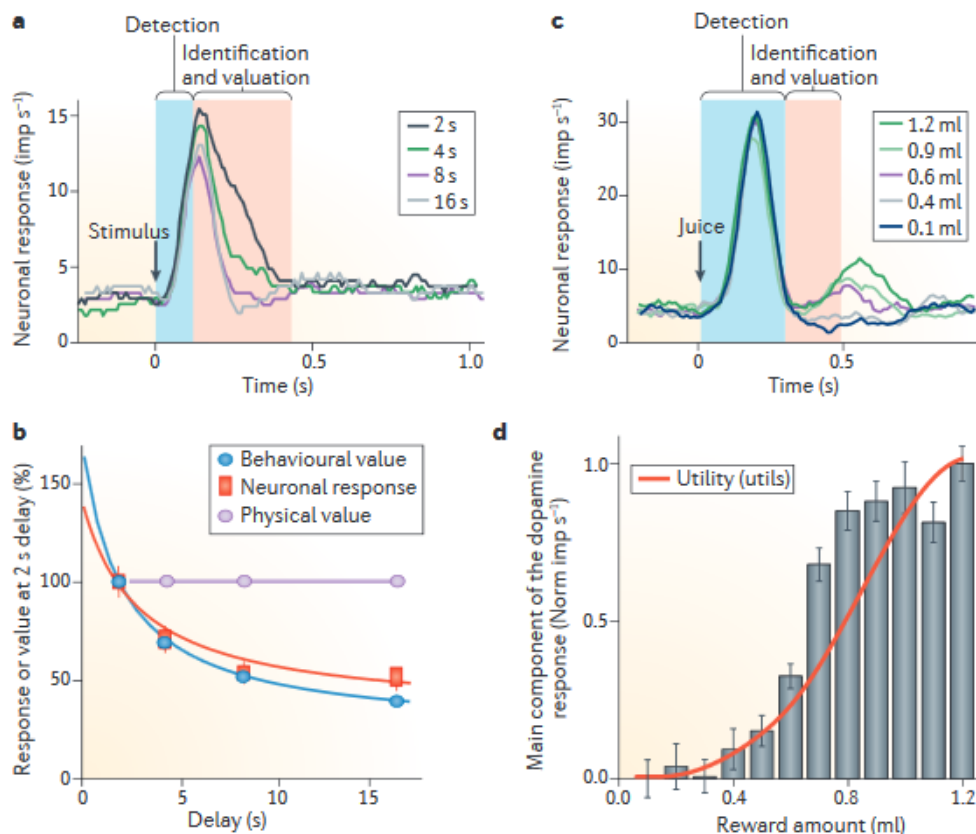 a
Detection
Identification
and valuation
Neuronal response (imp s⁻¹)
15
10
5
0
Stimulus
2 s
4 s
8 s
16 s
0
0.5
1.0
Time (s)
c
Detection
Identification
and valuation
Neuronal response (imp s⁻¹)
30
20
10
0
Juice
1.2 ml
0.9 ml
0.6 ml
0.4 ml
0.1 ml
0
0.5
Time (s)
b
Response or value at 2 s delay (%)
150
100
50
0
Behavioural value
Neuronal response
Physical value
0
5
10
15
Delay (s)
d
Main component of the dopamine
response (Norm imp s⁻¹)
1.0
0.5
0.0
Utility (utils)
0.0
0.4
0.8
1.2
Reward amount (ml)